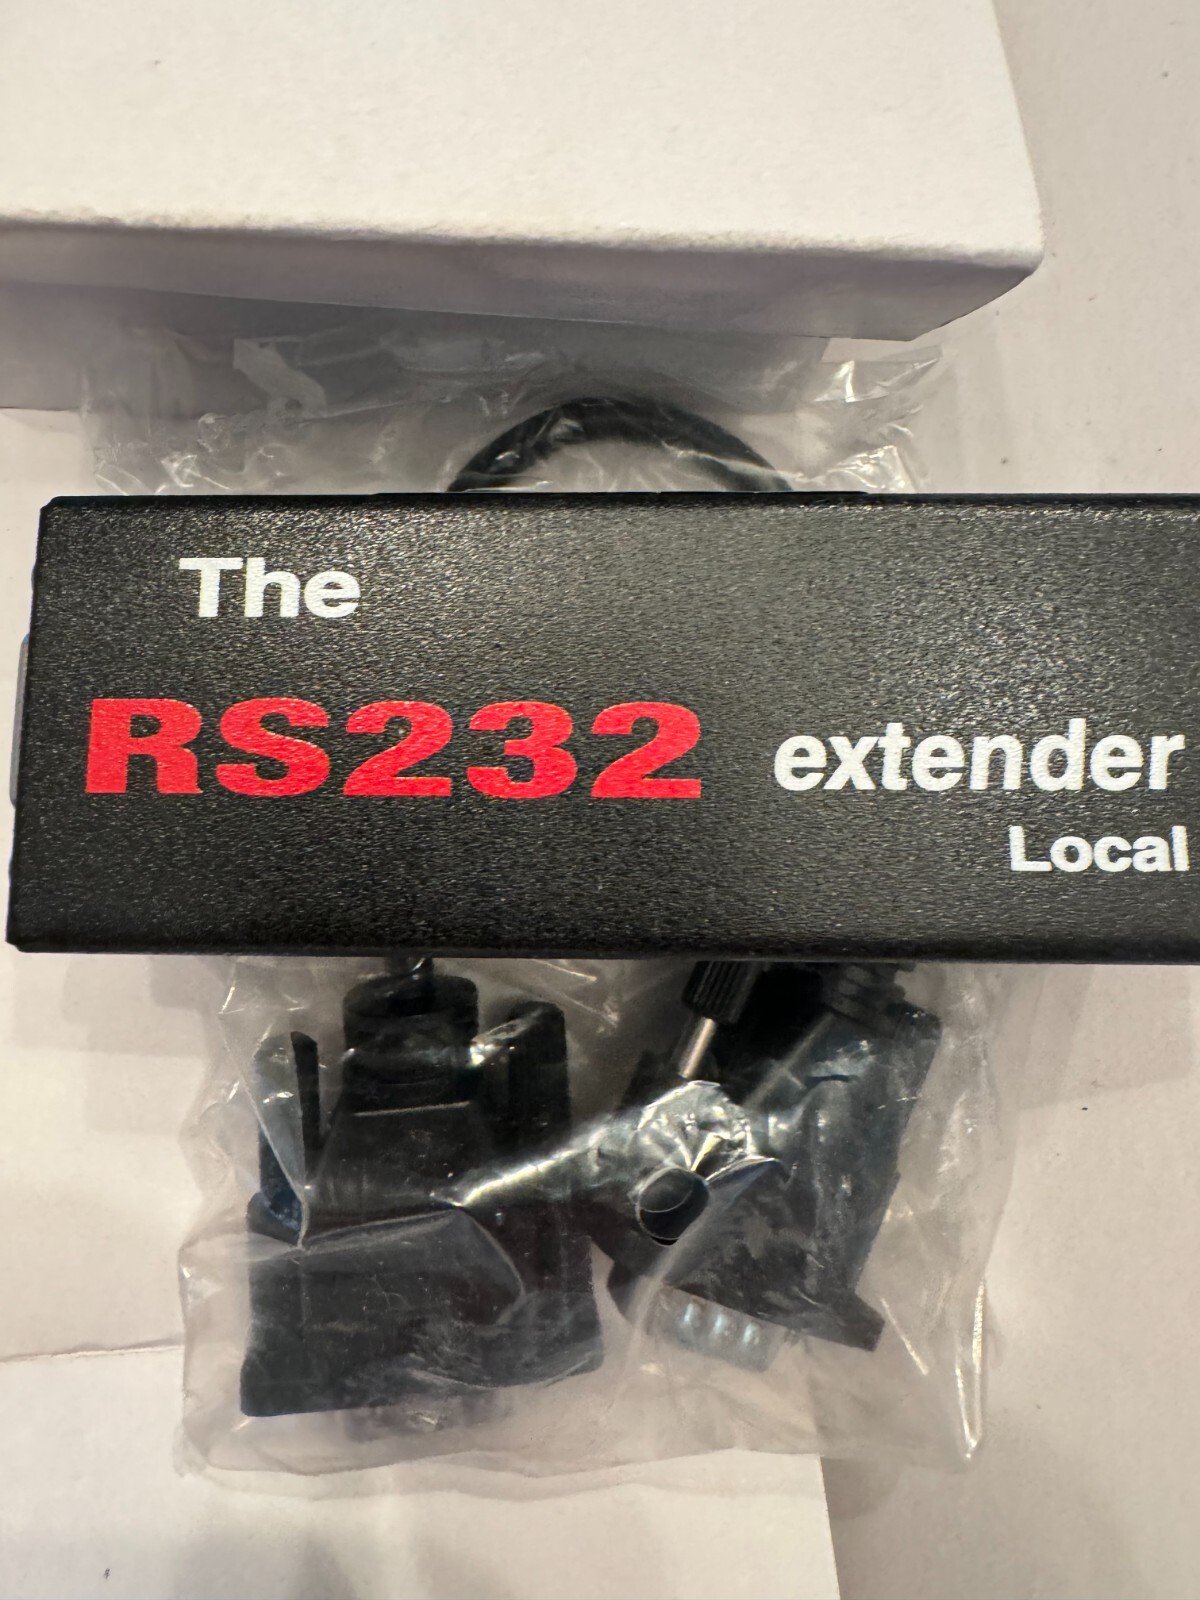 The
RS232 extender
Local